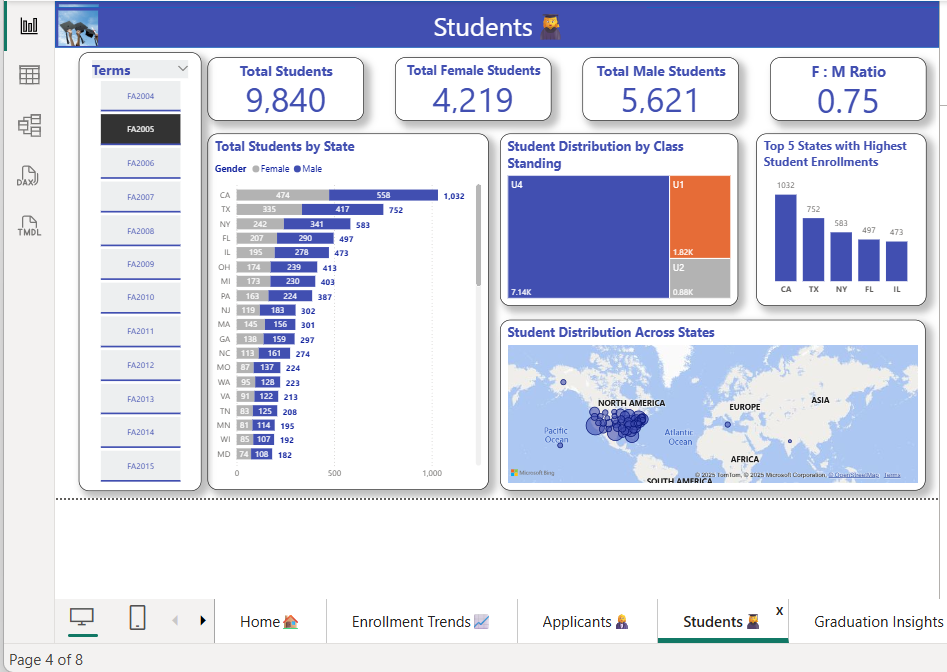 Students
Terms
FA2004
FA2005
FA2006
FA2007
FA2008
FA2009
FA2010
FA2011
FA2012
FA2013
FA2014
FA2015
Total Students
9,840
Total Female Students
4,219
Total Male Students
5,621
F : M Ratio
0.75
Total Students by State
Gender Female Male
CA 474 558 1,032
TX 335 417 752
NY 242 341 583
FL 207 290 497
IL 195 278 473
OH 174 239 413
MI 173 230 403
PA 163 224 387
NJ 119 183 302
MA 145 156 301
GA 138 159 297
NC 113 161 274
MO 87 137 224
WA 95 128 223
VA 91 122 213
TN 83 125 208
MN 81 114 195
WI 85 107 192
MD 74 108 182
0 500 1,000
Student Distribution by Class
Standing
U4
7.14K
U1
1.82K
U2
0.88K
Top 5 States with Highest
Student Enrollments
1032
752
583
497
473
CA TX NY FL IL
Student Distribution Across States
NORTH AMERICA
EUROPE
ASIA
Pacific
Ocean
Atlantic
Ocean
AFRICA
SOUTH AMERICA
Microsoft Bing
© 2025 TomTom, © 2025 Microsoft Corporation, © OpenStreetMap Terms
DAX
TMDL
Home
Enrollment Trends
Applicants
Students
X
Graduation Insights
Page 4 of 8